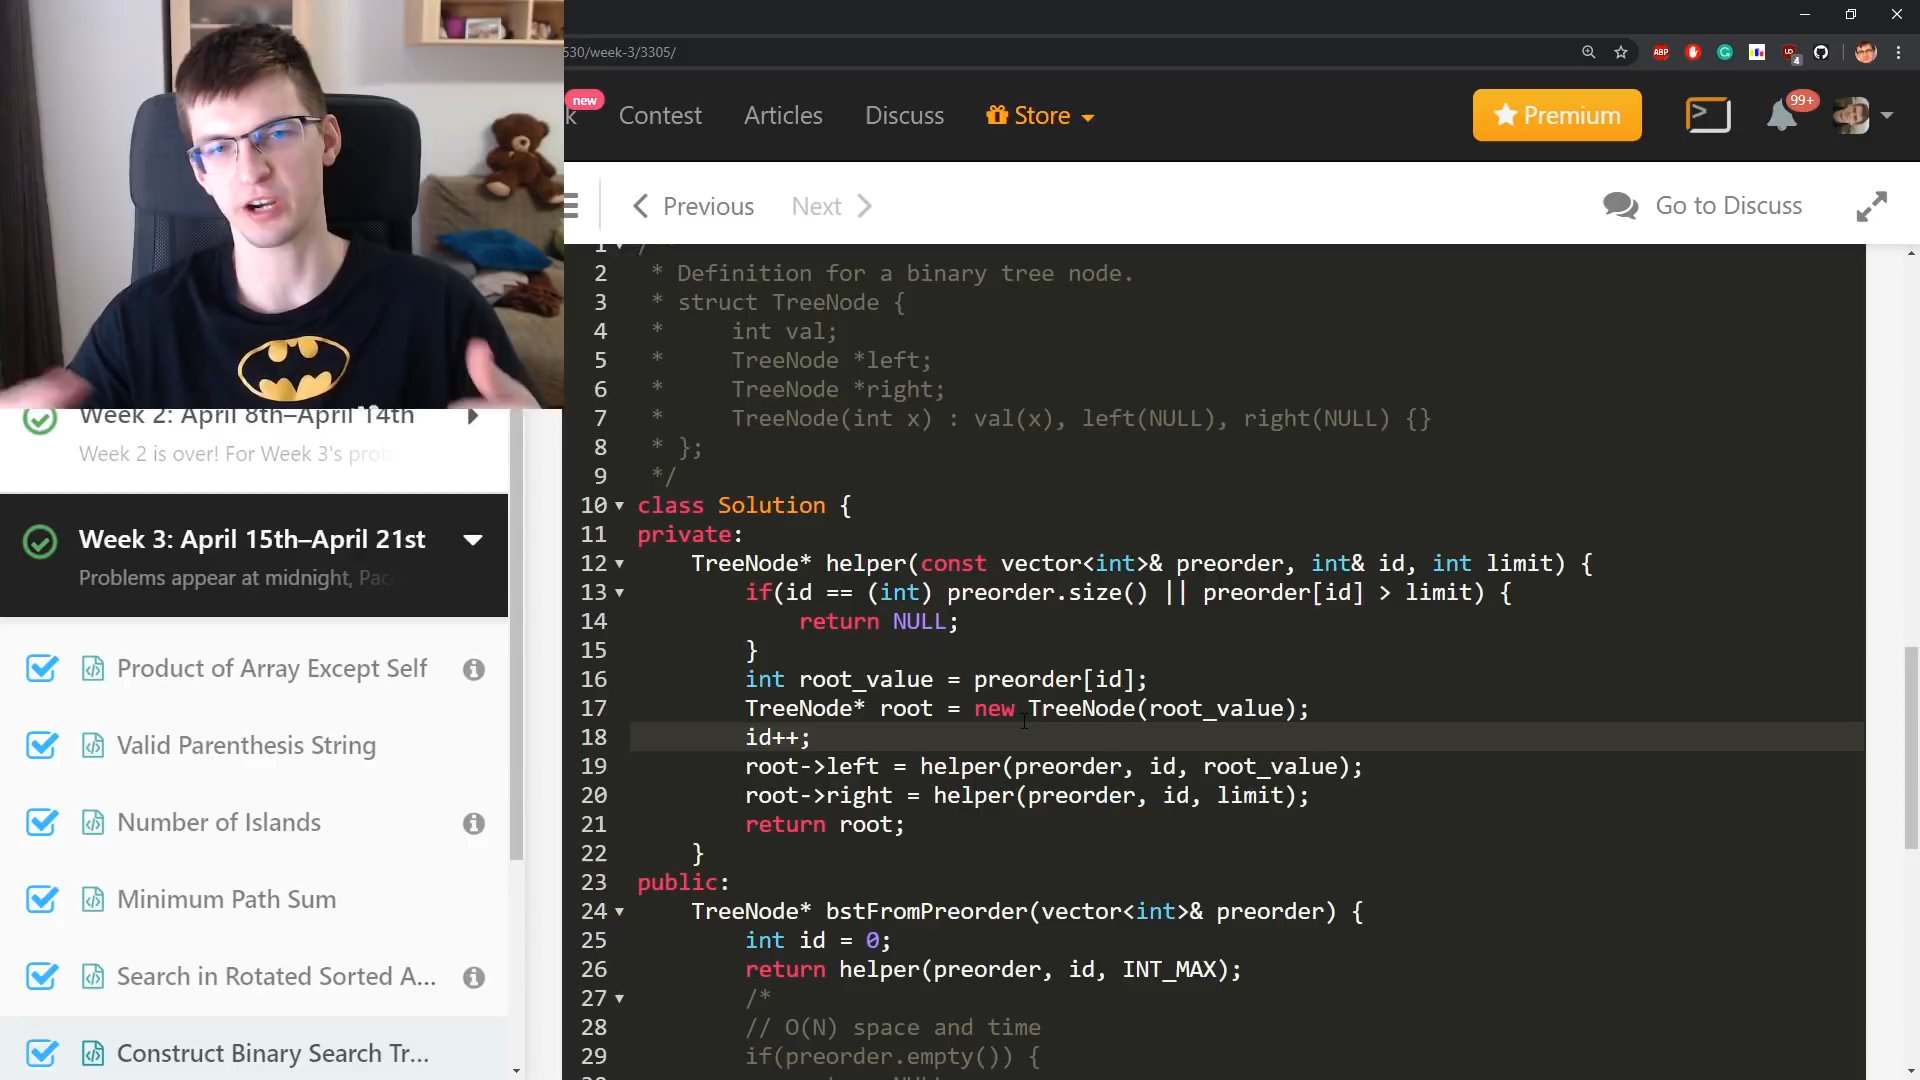 530/week-3/3305/
ABP
4
new
k
Contest
Articles
Discuss
Store
Premium
99+
Previous
Next
Go to Discuss
Week 2: April 8th–April 14th
Week 2 is over! For Week 3's prob
Week 3: April 15th–April 21st
Problems appear at midnight, Pac
Product of Array Except Self
Valid Parenthesis String
Number of Islands
Minimum Path Sum
Search in Rotated Sorted A...
Construct Binary Search Tr...
1 /
2 * Definition for a binary tree node.
3 * struct TreeNode {
4 *     int val;
5 *     TreeNode *left;
6 *     TreeNode *right;
7 *     TreeNode(int x) : val(x), left(NULL), right(NULL) {}
8 * };
9 */
10 class Solution {
11 private:
12     TreeNode* helper(const vector<int>& preorder, int& id, int limit) {
13         if(id == (int) preorder.size() || preorder[id] > limit) {
14             return NULL;
15         }
16         int root_value = preorder[id];
17         TreeNode* root = new TreeNode(root_value);
18         id++;
19         root->left = helper(preorder, id, root_value);
20         root->right = helper(preorder, id, limit);
21         return root;
22     }
23 public:
24     TreeNode* bstFromPreorder(vector<int>& preorder) {
25         int id = 0;
26         return helper(preorder, id, INT_MAX);
27         /*
28         // O(N) space and time
29         if(preorder.empty()) {